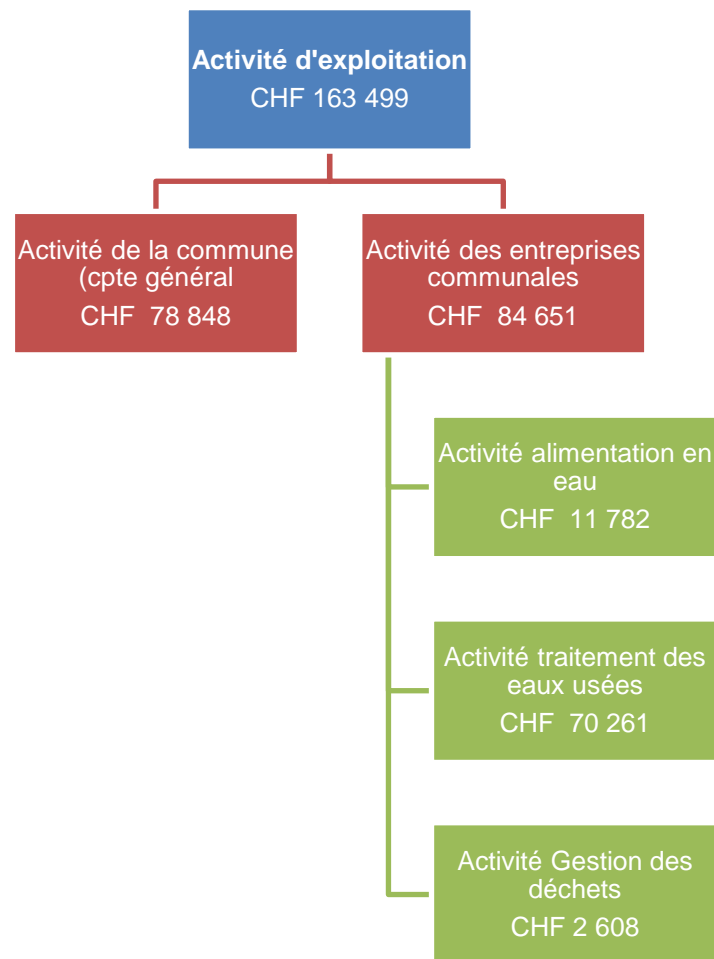 Activité d'exploitation
CHF 163 499
Activité de la commune
(cpte général
CHF  78 848
Activité des entreprises
communales
CHF  84 651
Activité alimentation en
eau
CHF  11 782
Activité traitement des
eaux usées
CHF  70 261
Activité Gestion des
déchets
CHF 2 608